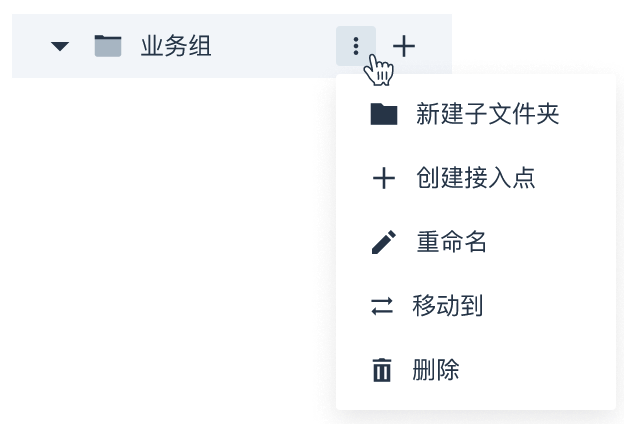 业务组
新建子文件夹
创建接入点
重命名
移动到
删除